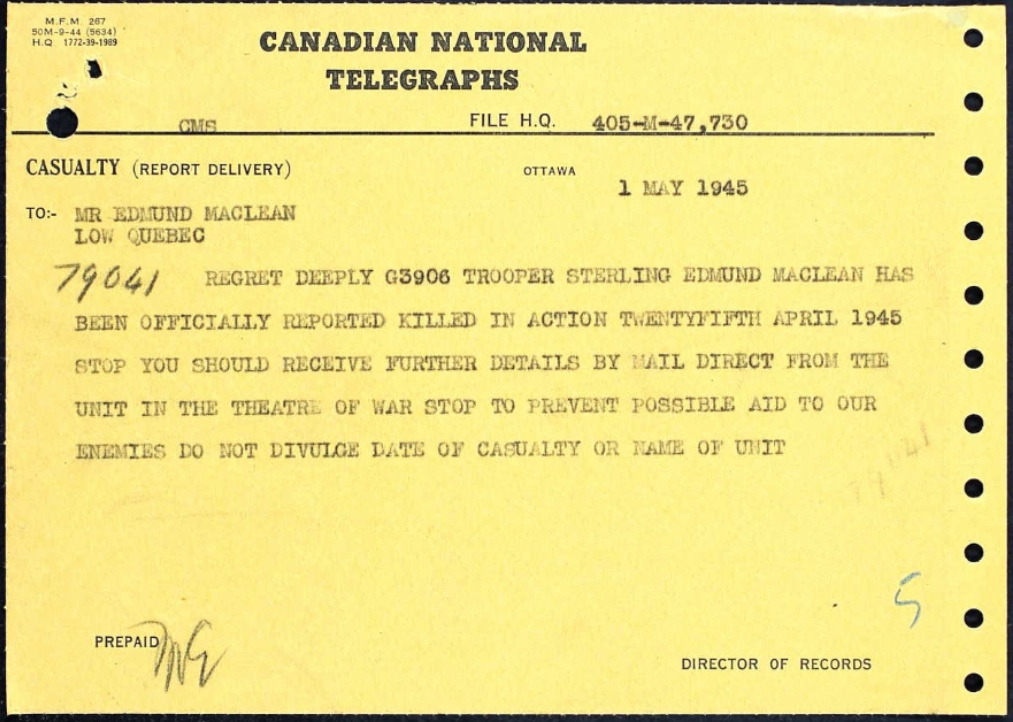 M.F.M. 267
50M-9-44 (5634)
H.Q. 1772-39-1989
CANADIAN NATIONAL
TELEGRAPHS
CMS FILE H.Q. 405-M-47,730
CASUALTY (REPORT DELIVERY) OTTAWA
1 MAY 1945
TO:- MR EDMUND MACLEAN
LOW QUEBEC
79041 REGRET DEEPLY G3906 TROOPER STERLING EDMUND MACLEAN HAS
BEEN OFFICIALLY REPORTED KILLED IN ACTION TWENTYFIFTH APRIL 1945
STOP YOU SHOULD RECEIVE FURTHER DETAILS BY MAIL DIRECT FROM THE
UNIT IN THE THEATRE OF WAR STOP TO PREVENT POSSIBLE AID TO OUR
ENEMIES DO NOT DIVULGE DATE OF CASUALTY OR NAME OF UNIT
5
PREPAID
DIRECTOR OF RECORDS